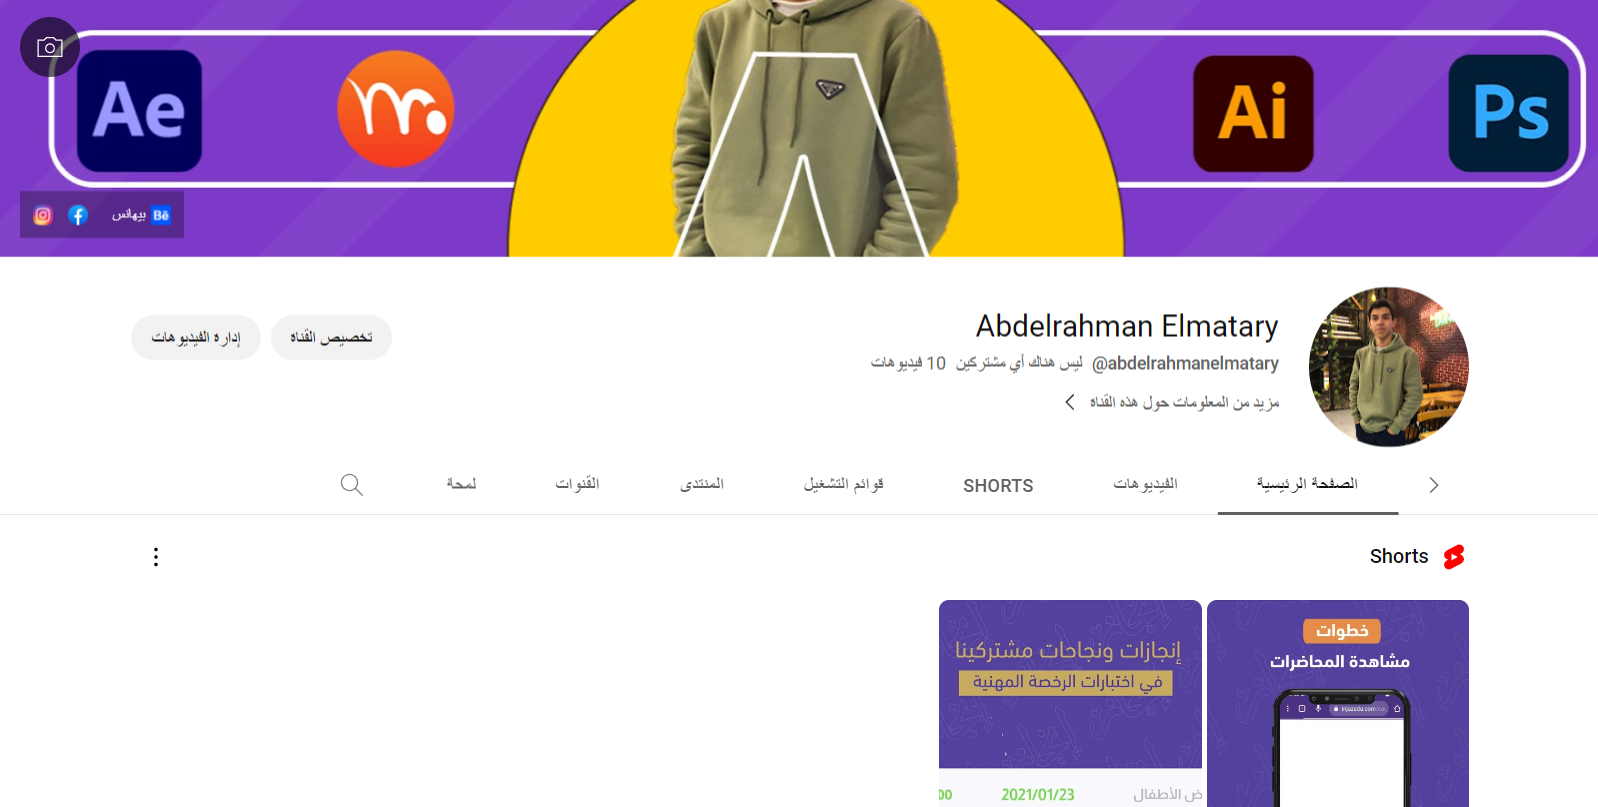 Ae
Ai
Ps
بيهانس Bē
Abdelrahman Elmatary
@abdelrahmanelmatary ليس هناك أي مشتركين 10 فيديوهات
مزيد من المعلومات حول هذه القناة
تخصيص القناة
إدارة الفيديوهات
الصفحة الرئيسية
الفيديوهات
SHORTS
قوائم التشغيل
المنتدى
القنوات
لمحة
Shorts
خطوات
مشاهدة المحاضرات
إنجازات ونجاحات مشتركينا
في اختبارات الرخصة المهنية
ض الأطفال 2021/01/23 00